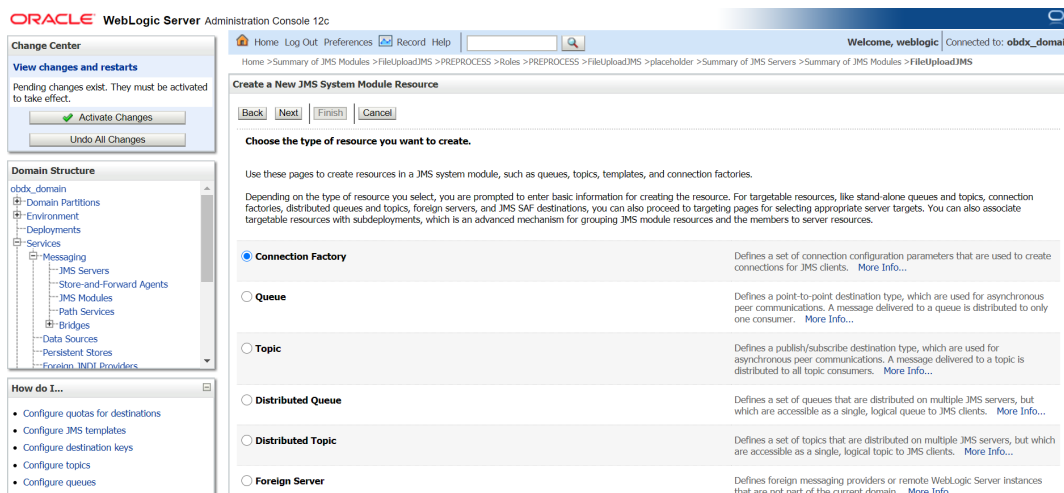 ORACLE WebLogic Server Administration Console 12c
Change Center
View changes and restarts
Pending changes exist. They must be activated
to take effect.
Activate Changes
Undo All Changes
Domain Structure
obdx_domain
Domain Partitions
Environment
Deployments
Services
Messaging
JMS Servers
Store-and-Forward Agents
JMS Modules
Path Services
Bridges
Data Sources
Persistent Stores
Foreign JNDI Providers
How do I...
Configure quotas for destinations
Configure JMS templates
Configure destination keys
Configure topics
Configure queues
Home Log Out Preferences Record Help
Welcome, weblogic Connected to: obdx_domai
Home >Summary of JMS Modules >FileUploadJMS >PREPROCESS >Roles >PREPROCESS >FileUploadJMS >placeholder >Summary of JMS Servers >Summary of JMS Modules >FileUploadJMS
Create a New JMS System Module Resource
Back Next Finish Cancel
Choose the type of resource you want to create.
Use these pages to create resources in a JMS system module, such as queues, topics, templates, and connection factories.
Depending on the type of resource you select, you are prompted to enter basic information for creating the resource. For targetable resources, like stand-alone queues and topics, connection
factories, distributed queues and topics, foreign servers, and JMS SAF destinations, you can also proceed to targeting pages for selecting appropriate server targets. You can also associate
targetable resources with subdeployments, which is an advanced mechanism for grouping JMS module resources and the members to server resources.
Connection Factory
Defines a set of connection configuration parameters that are used to create
connections for JMS clients. More Info...
Queue
Defines a point-to-point destination type, which are used for asynchronous
peer communications. A message delivered to a queue is distributed to only
one consumer. More Info...
Topic
Defines a publish/subscribe destination type, which are used for
asynchronous peer communications. A message delivered to a topic is
distributed to all topic consumers. More Info...
Distributed Queue
Defines a set of queues that are distributed on multiple JMS servers, but
which are accessible as a single, logical queue to JMS clients. More Info...
Distributed Topic
Defines a set of topics that are distributed on multiple JMS servers, but which
are accessible as a single, logical topic to JMS clients. More Info...
Foreign Server
Defines foreign messaging providers or remote WebLogic Server instances
that are not part of the current domain. More Info...